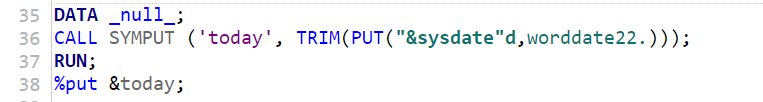 35 DATA _null_;
36 CALL SYMPUT ('today', TRIM(PUT("&sysdate"d,worddate22.)));
37 RUN;
38 %put &today;